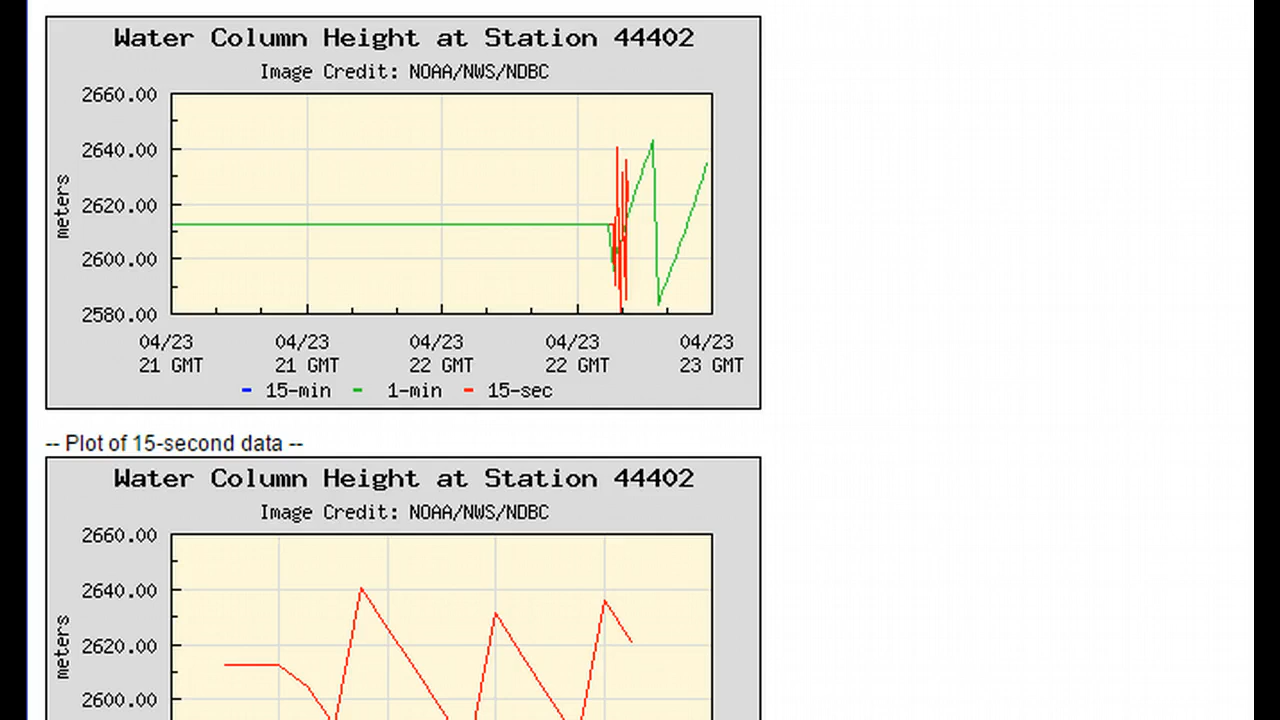 Water Column Height at Station 44402
Image Credit: NOAA/NWS/NDBC
2660.00
2640.00
2620.00
2600.00
2580.00
meters
04/23 04/23 04/23 04/23 04/23
21 GMT 21 GMT 22 GMT 22 GMT 23 GMT
15-min 1-min 15-sec
-- Plot of 15-second data --
Water Column Height at Station 44402
Image Credit: NOAA/NWS/NDBC
2660.00
2640.00
2620.00
2600.00
meters